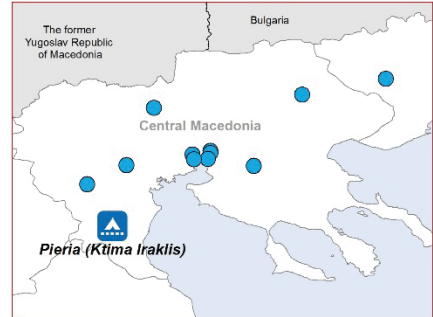 The former
Yugoslav Republic
of Macedonia
Bulgaria
Central Macedonia
Pieria (Ktima Iraklis)